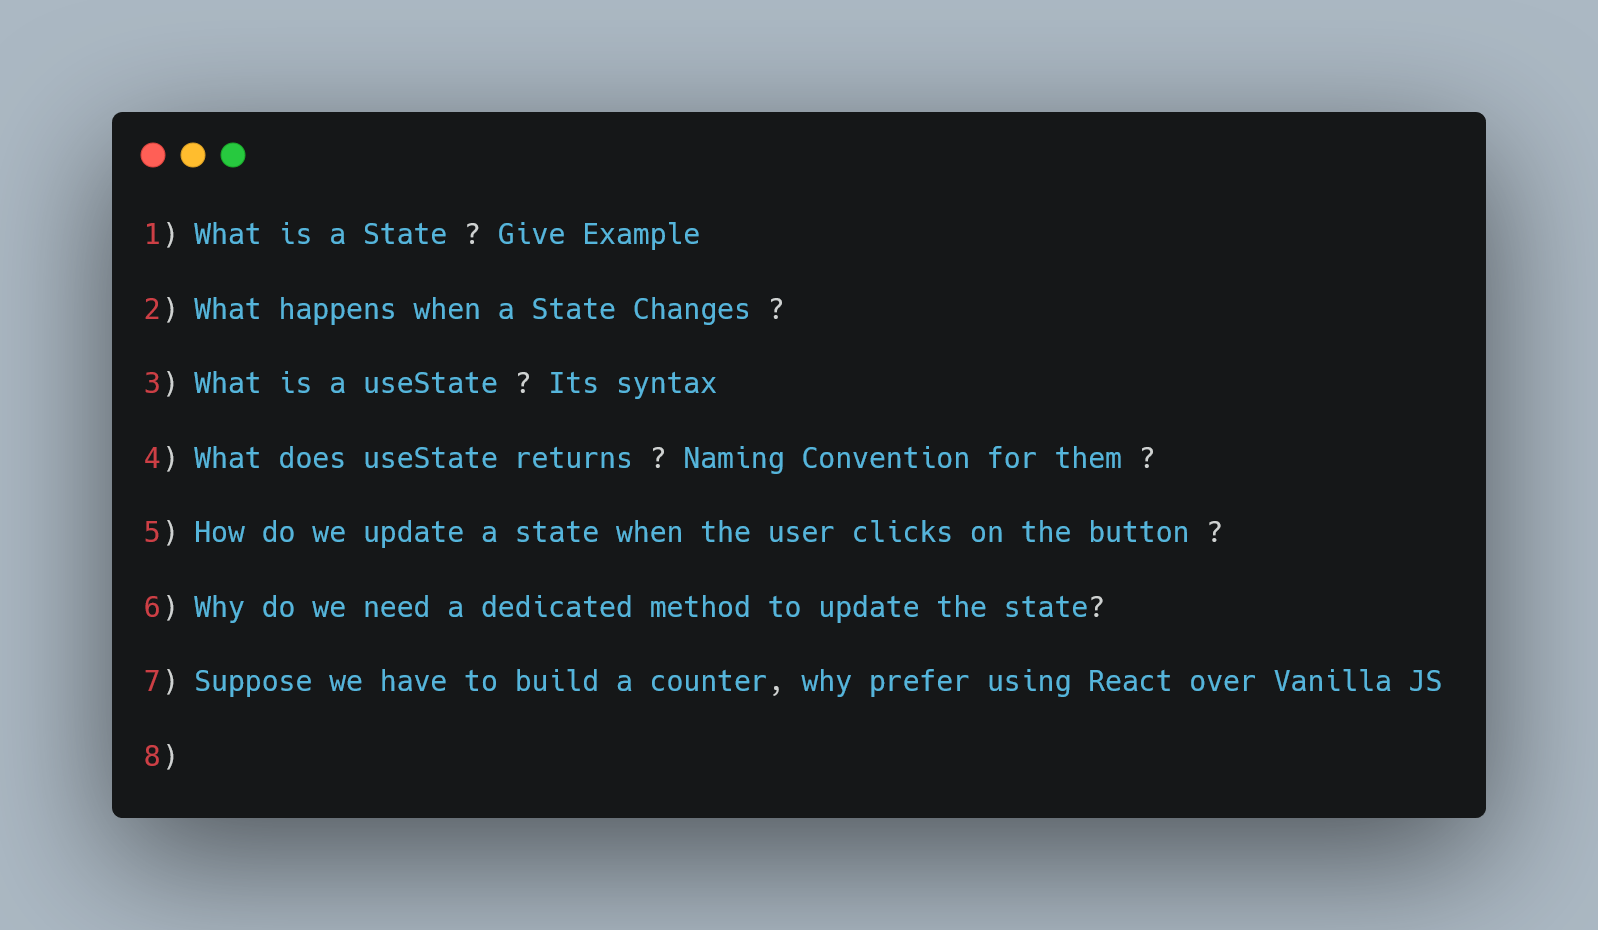 1) What is a State ? Give Example
2) What happens when a State Changes ?
3) What is a useState ? Its syntax
4) What does useState returns ? Naming Convention for them ?
5) How do we update a state when the user clicks on the button ?
6) Why do we need a dedicated method to update the state?
7) Suppose we have to build a counter, why prefer using React over Vanilla JS
8)